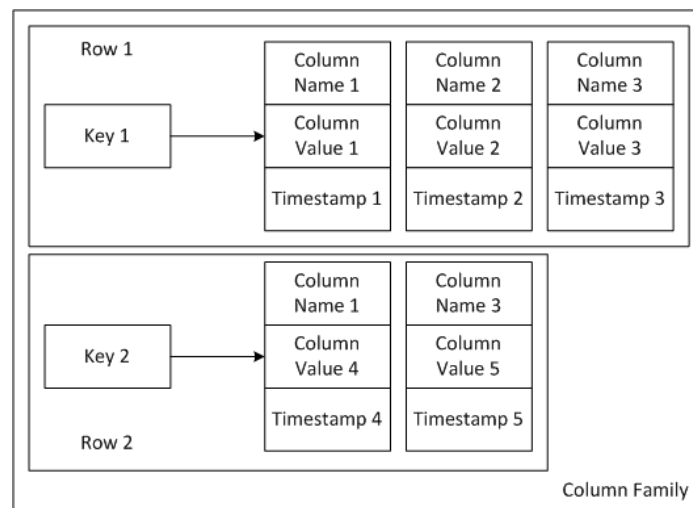 Row 1
Key 1
Column
Name 1
Column
Value 1
Timestamp 1
Column
Name 2
Column
Value 2
Timestamp 2
Column
Name 3
Column
Value 3
Timestamp 3
Key 2
Row 2
Column
Name 1
Column
Value 4
Timestamp 4
Column
Name 3
Column
Value 5
Timestamp 5
Column Family